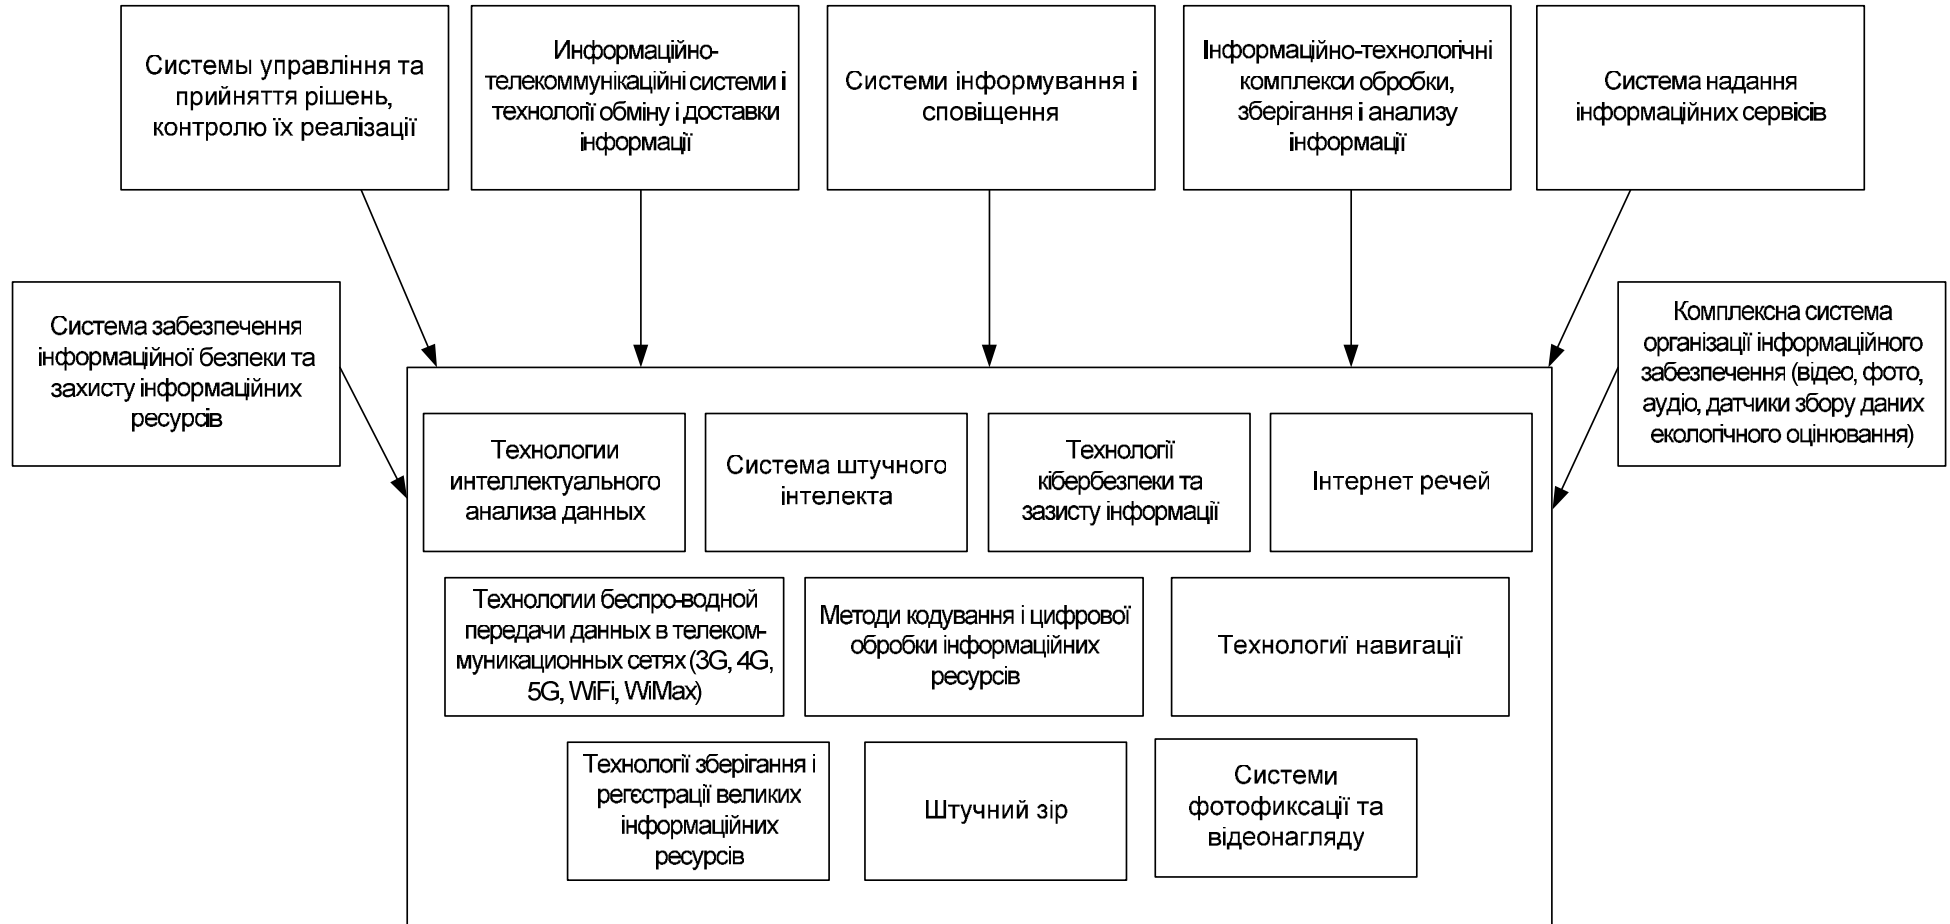 Системы управління та
прийняття рішень,
контролю їх реалізації
Информаційно-
телекоммунікаційні системи і
технології обміну і доставки
інформації
Системи інформування і
сповіщення
Інформаційно-технологічні
комплекси обробки,
зберігання і анализу
інформації
Система надання
інформаційних сервісів
Система забезпечення
інформаційної безпеки та
захисту інформаційних
ресурсів
Комплексна система
організації інформаційного
забезпечення (відео, фото,
аудіо, датчики збору даних
екологічного оцінювання)
Технологии
интеллектуального
анализа данных
Система штучного
інтелекта
Технології
кібербезпеки та
зазисту інформації
Інтернет речей
Технологии беспро-водной
передачи данных в телеком-
муникационных сетях (3G, 4G,
5G, WiFi, WiMax)
Методи кодування і цифрової
обробки інформаційних
ресурсів
Технологиї навигації
Технології зберігання і
регєстрації великих
інформаційних
ресурсів
Штучний зір
Системи
фотофиксації та
відеонагляду